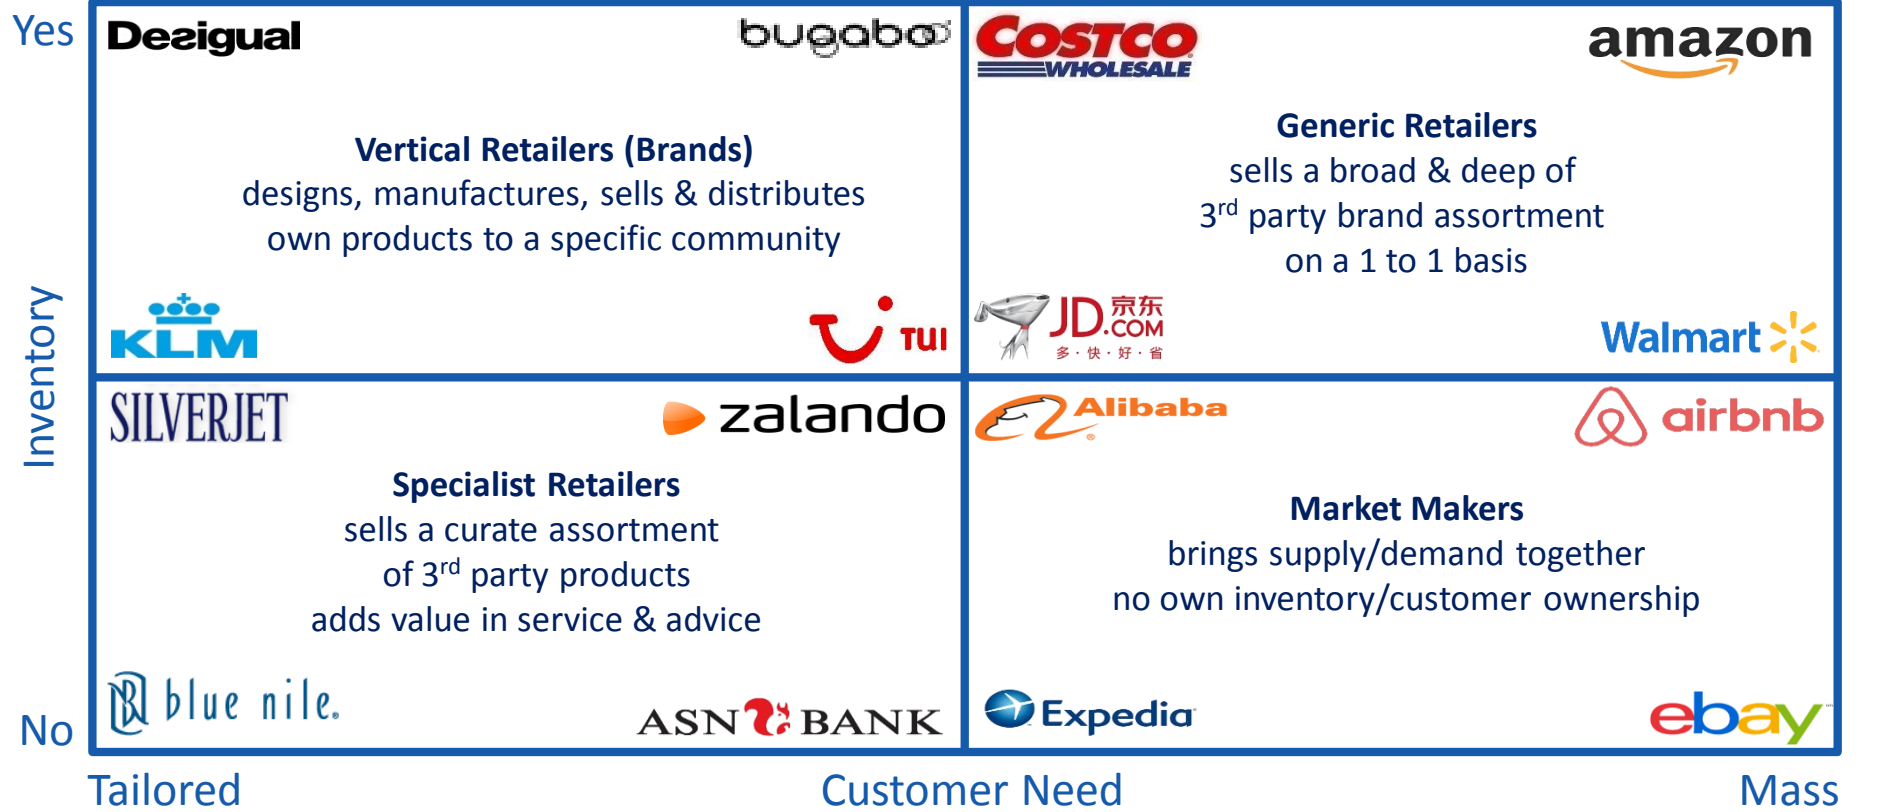 Yes
Desigual
bugaboo
COSTCO
WHOLESALE
amazon
Vertical Retailers (Brands)
designs, manufactures, sells & distributes
own products to a specific community
Generic Retailers
sells a broad & deep of
3rd party brand assortment
on a 1 to 1 basis
KLM
TUI
JD.COM 京东
多·快·好·省
Walmart
Inventory
SILVERJET
zalando
Alibaba
airbnb
Specialist Retailers
sells a curate assortment
of 3rd party products
adds value in service & advice
Market Makers
brings supply/demand together
no own inventory/customer ownership
blue nile.
ASN BANK
Expedia
ebay
No
Tailored
Customer Need
Mass